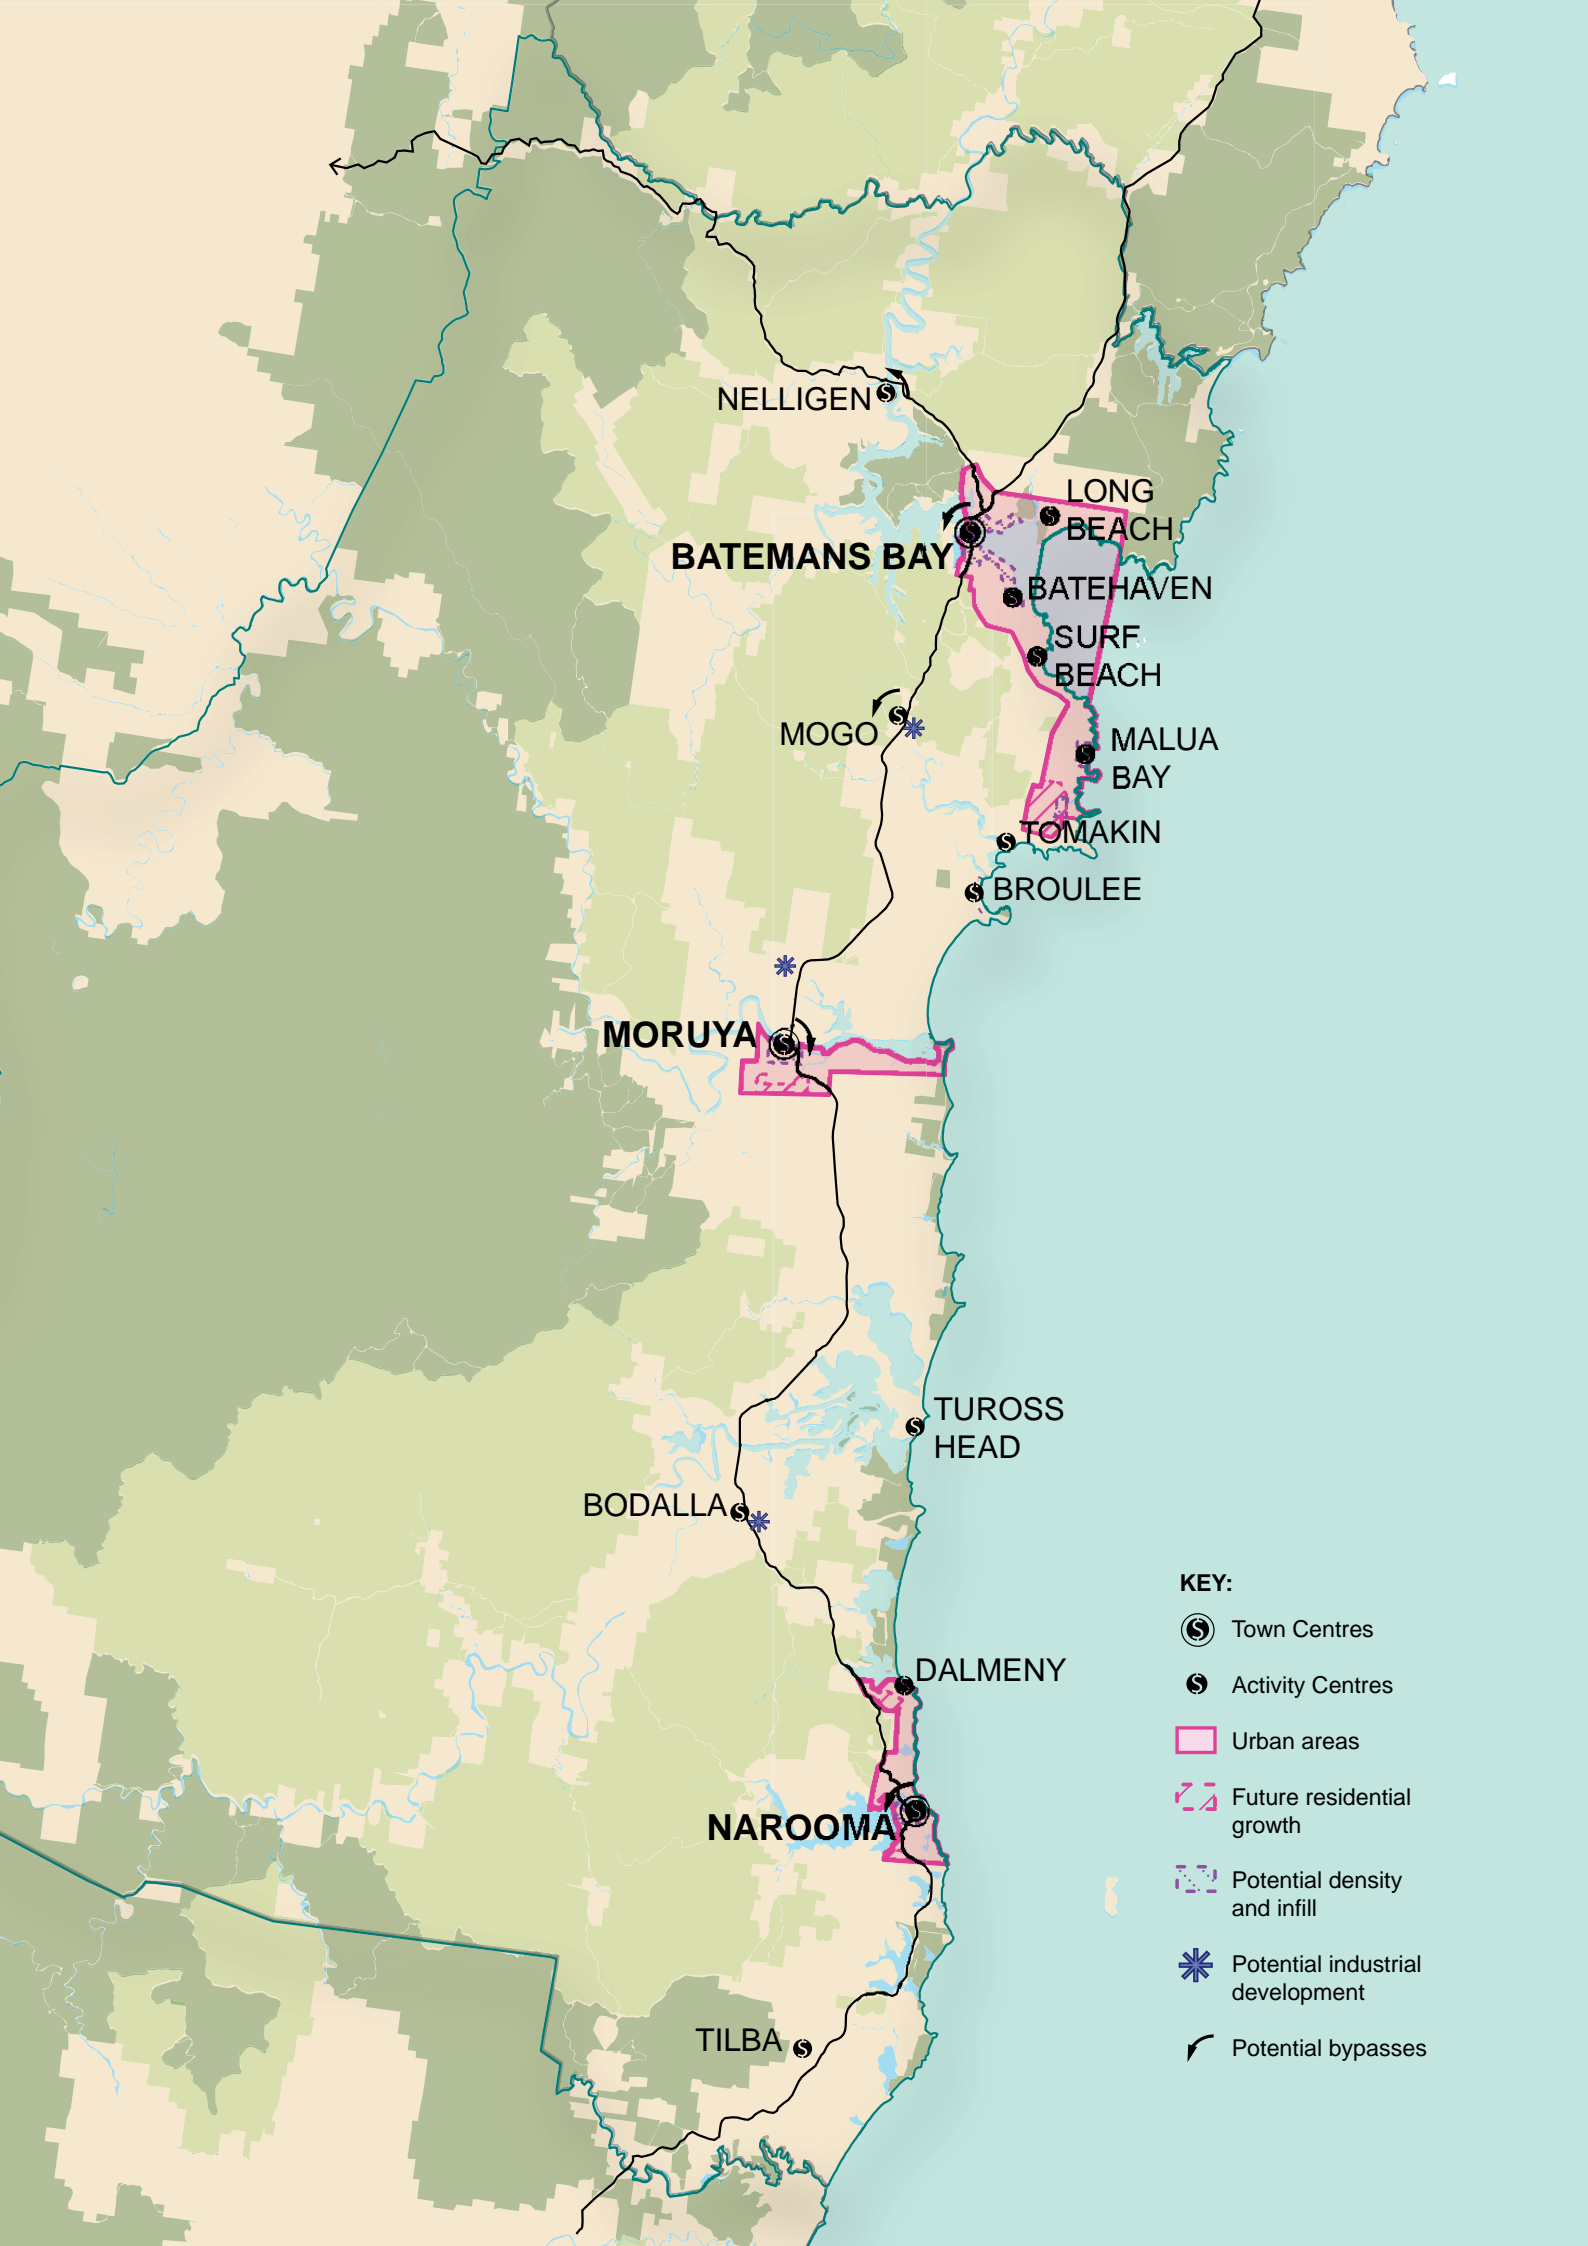 NELLIGEN
LONG
BEACH
BATEMANS BAY
BATEHAVEN
SURF
BEACH
MOGO
MALUA
BAY
TOMAKIN
BROULEE
MORUYA
TUROSS
HEAD
BODALLA
DALMENY
NAROOMA
TILBA
KEY:
Town Centres
Activity Centres
Urban areas
Future residential
growth
Potential density
and infill
Potential industrial
development
Potential bypasses